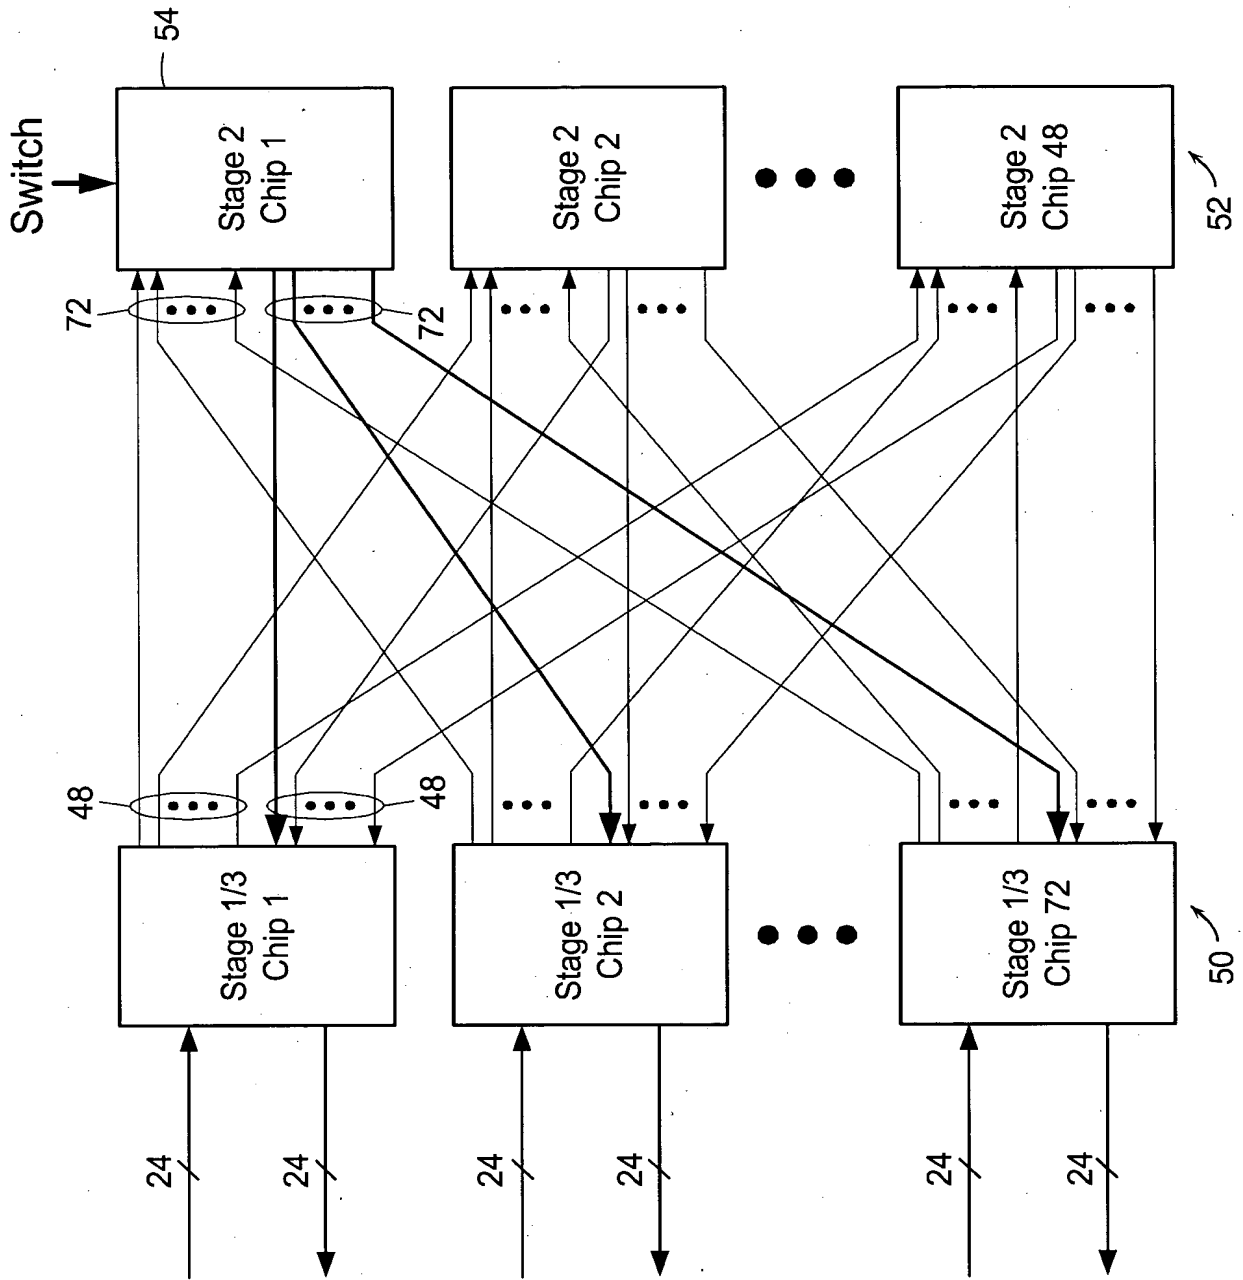 Switch
48
72
54
24
Stage 1/3
Chip 1
Stage 2
Chip 1
24
48
72
24
Stage 1/3
Chip 2
Stage 2
Chip 2
24
24
Stage 1/3
Chip 72
Stage 2
Chip 48
24
50
52